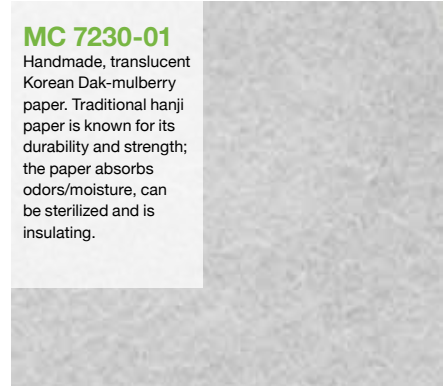 MC 7230-01
Handmade, translucent
Korean Dak-mulberry
paper. Traditional hanji
paper is known for its
durability and strength;
the paper absorbs
odors/moisture, can
be sterilized and is
insulating.